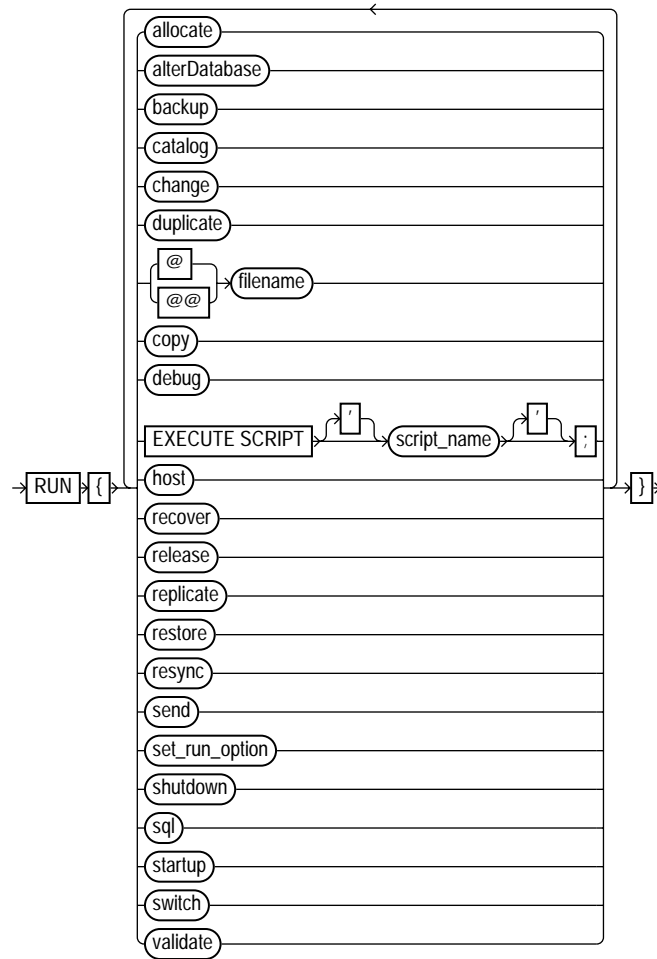 allocate
alterDatabase
backup
catalog
change
duplicate
@
@@
filename
copy
debug
EXECUTE SCRIPT ' script_name ' ;
RUN { host }
recover
release
replicate
restore
resync
send
set_run_option
shutdown
sql
startup
switch
validate